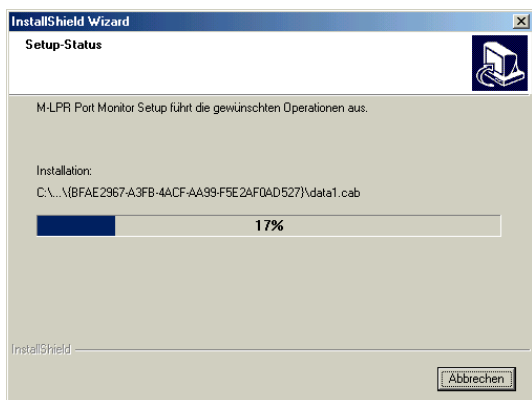 InstallShield Wizard
Setup-Status
M-LPR Port Monitor Setup führt die gewünschten Operationen aus.
Installation:
C:\...\{BFAE2967-A3FB-4ACF-AA99-F5E2AF0AD527}\data1.cab
17%
InstallShield
Abbrechen